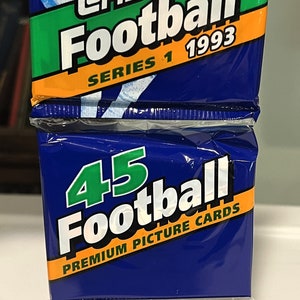 Football
SERIES 1 1993
45
Football
PREMIUM PICTURE CARDS